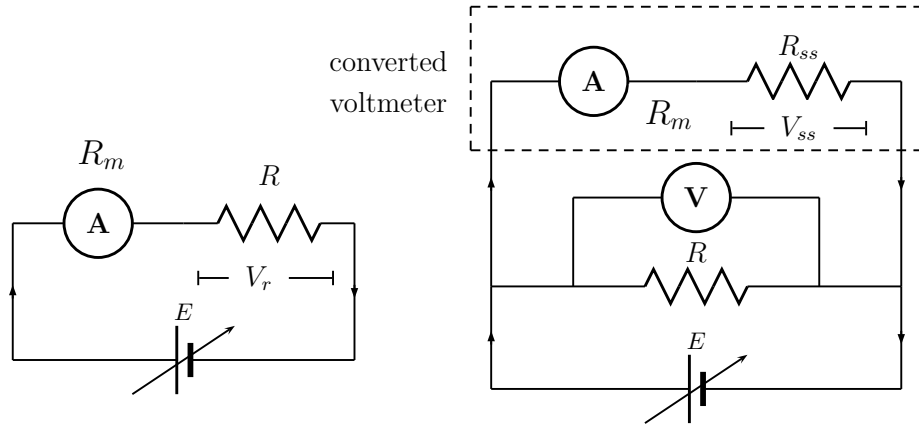 R_m
A
R
V_r
E
converted
voltmeter
A
R_m
R_ss
V_ss
V
R
E